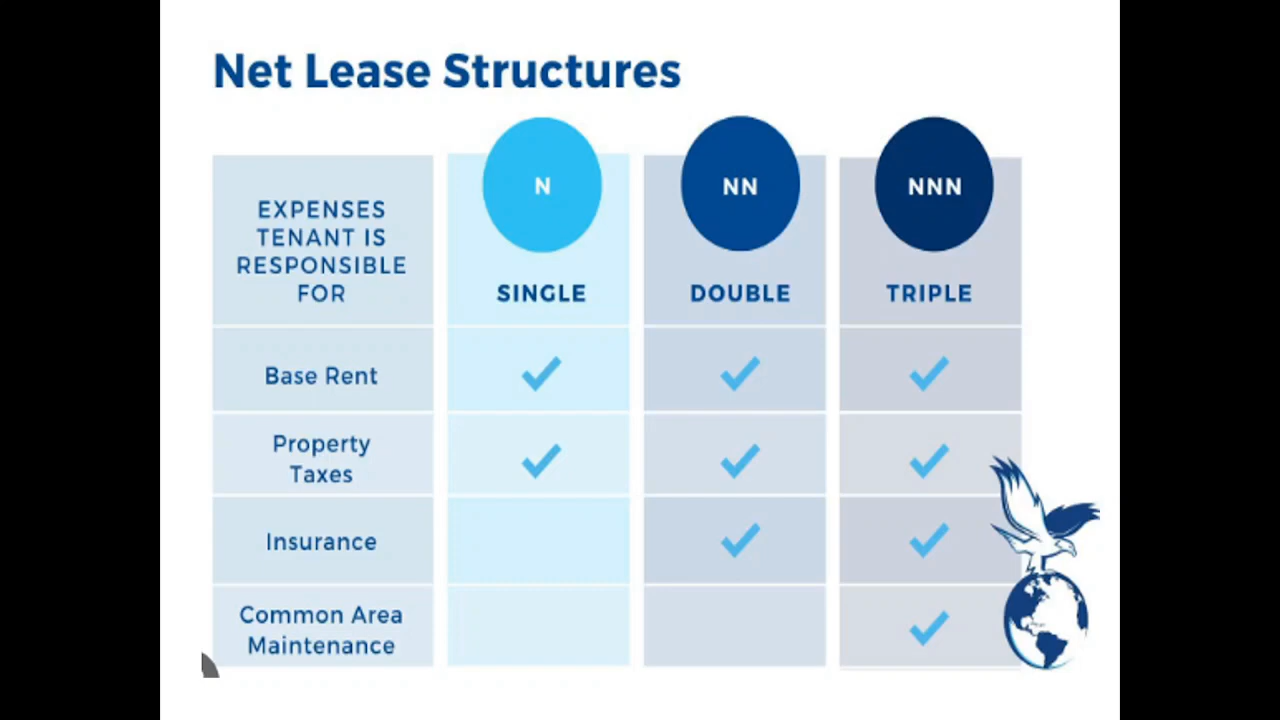 Net Lease Structures
N
NN
NNN
EXPENSES
TENANT IS
RESPONSIBLE
FOR
SINGLE
DOUBLE
TRIPLE
Base Rent
Property
Taxes
Insurance
Common Area
Maintenance